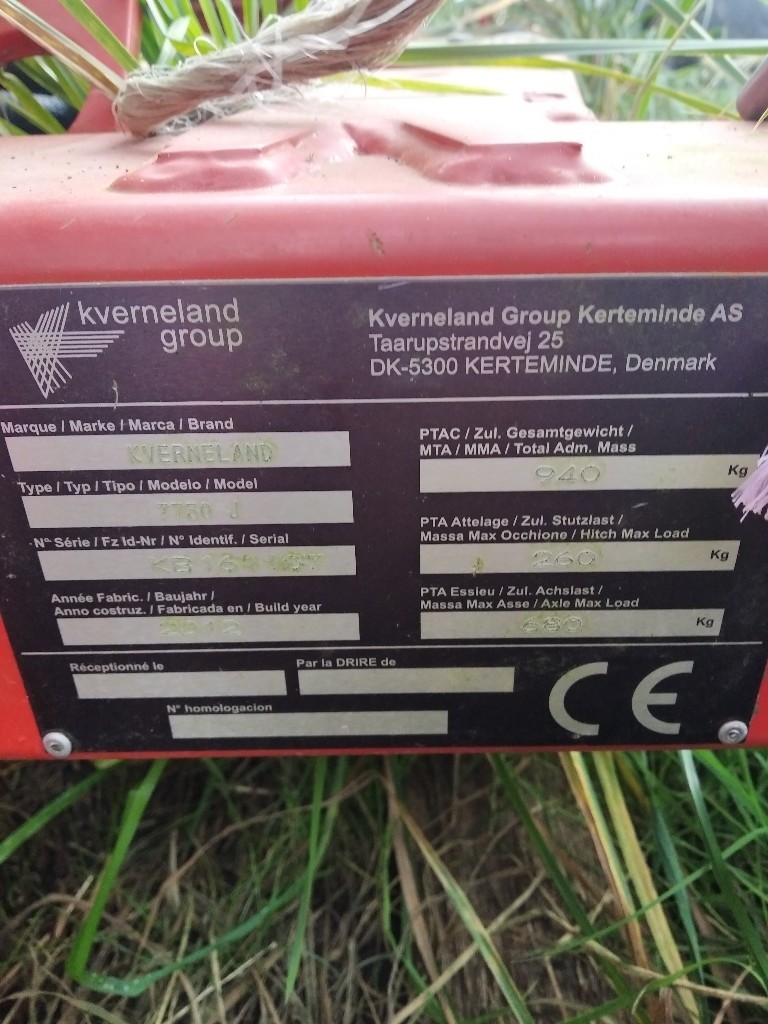 kverneland
group
Kverneland Group Kerteminde AS
Taarupstrandvej 25
DK-5300 KERTEMINDE, Denmark
Marque / Marke / Marca / Brand
KVERNELAND
Type / Typ / Tipo / Modelo / Model
N° Série / Fz Id-Nr / N° Identif. / Serial
Année Fabric. / Baujahr /
Anno costruz. / Fabricada en / Build year
2012
PTAC / Zul. Gesamtgewicht /
MTA / MMA / Total Adm. Mass
940 Kg
PTA Attelage / Zul. Stutzlast /
Massa Max Occhione / Hitch Max Load
260 Kg
PTA Essieu / Zul. Achslast /
Massa Max Asse / Axle Max Load
680 Kg
Réceptionné le
Par la DRIRE de
N° homologacion
CE